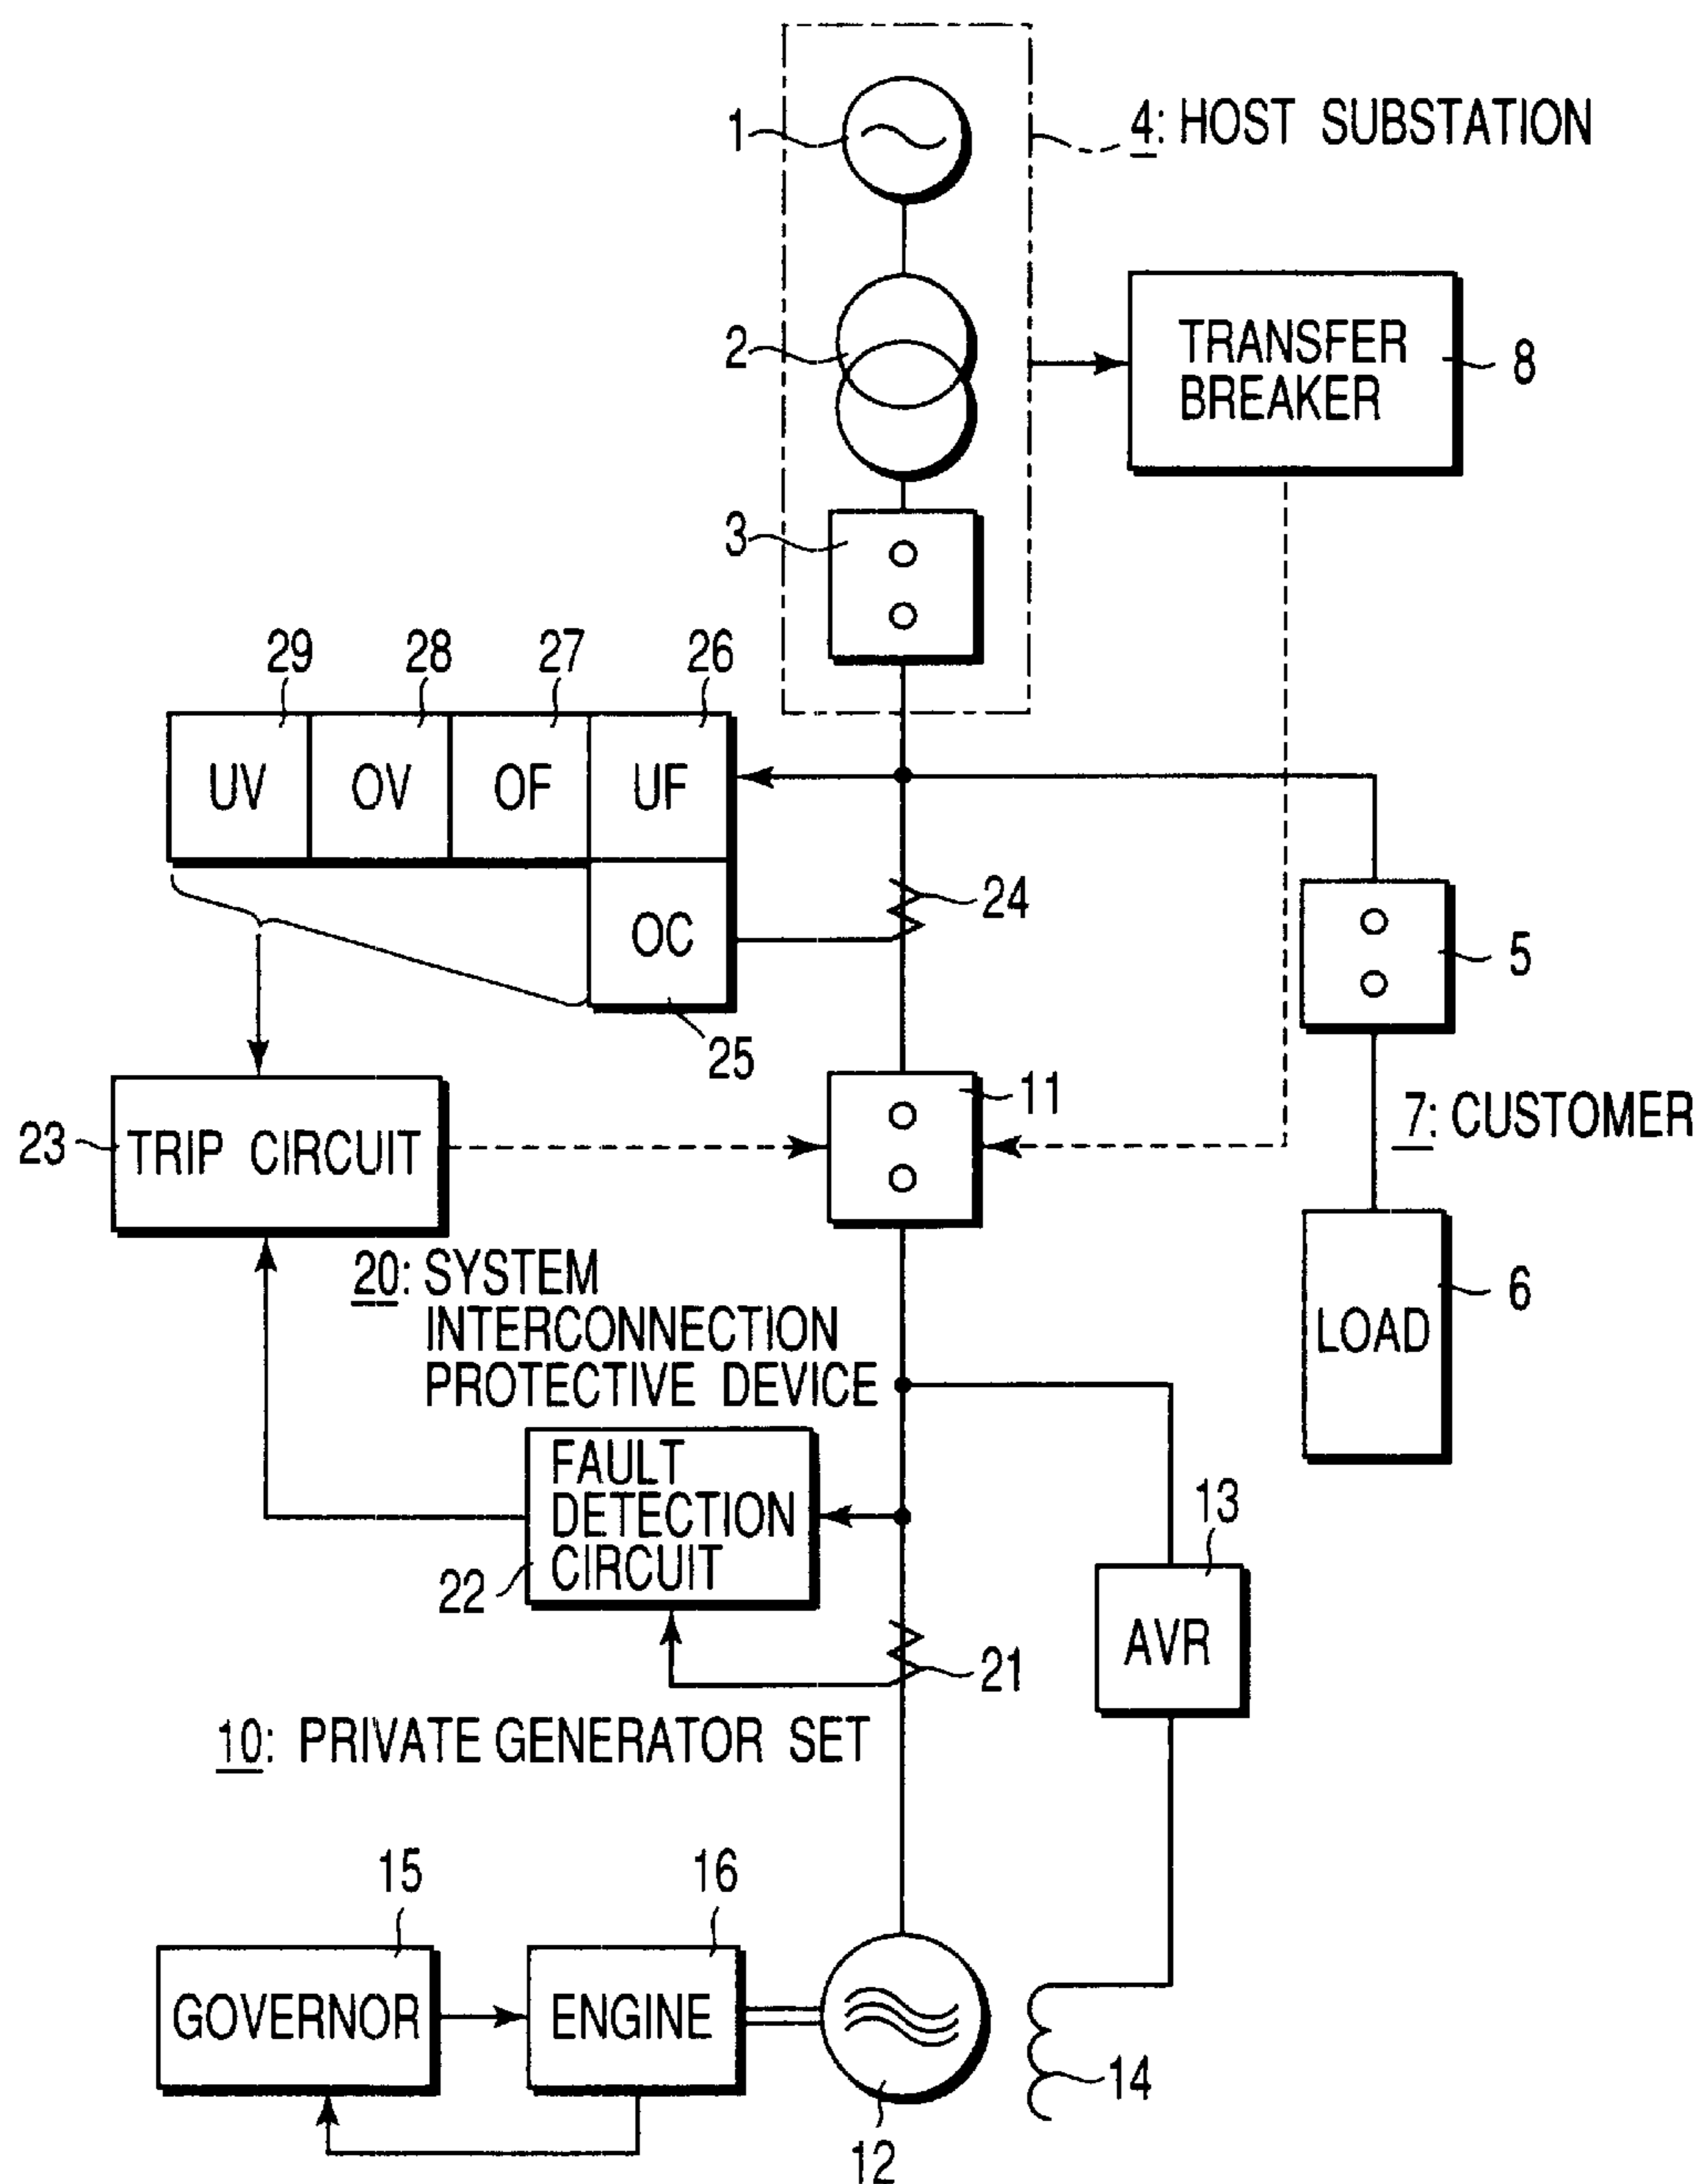 1
4: HOST SUBSTATION
2
TRANSFER
BREAKER
8
3
29
28
27
26
UV
OV
OF
UF
24
OC
5
25
11
23
TRIP CIRCUIT
7: CUSTOMER
20: SYSTEM
INTERCONNECTION
PROTECTIVE DEVICE
6
LOAD
FAULT
DETECTION
CIRCUIT
22
13
AVR
21
10: PRIVATE GENERATOR SET
15
16
GOVERNOR
ENGINE
14
12